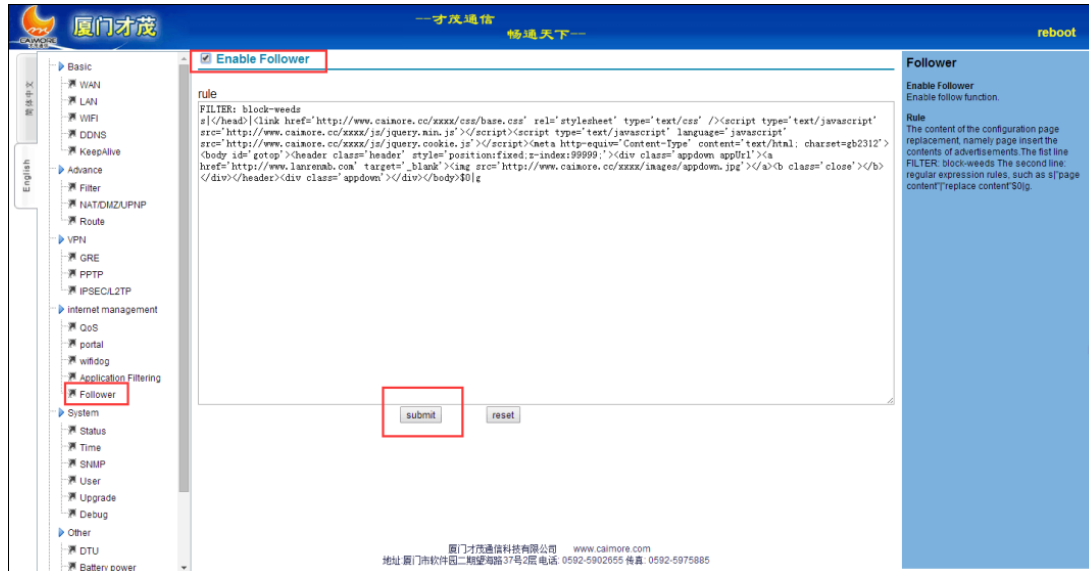 CAIMORE
厦门才茂
--才茂通信
畅通天下--
reboot
简体中文
English
Basic
WAN
LAN
WIFI
DDNS
KeepAlive
Advance
Filter
NAT/DMZ/UPNP
Route
VPN
GRE
PPTP
IPSEC/L2TP
internet management
QoS
portal
wifidog
Application Filtering
Follower
System
Status
Time
SNMP
User
Upgrade
Debug
Other
DTU
Battery power
Enable Follower
rule
FILTER: block-weeds
s|</head>|<link href='http://www.caimore.cc/xxxx/css/base.css' rel='stylesheet' type='text/css' /><script type='text/javascript'
src='http://www.caimore.cc/xxxx/js/jquery.min.js'></script><script type='text/javascript' language='javascript'
src='http://www.caimore.cc/xxxx/js/jquery.cookie.js'></script><meta http-equiv='Content-Type' content='text/html; charset=gb2312'>
<body id='gotop'><header class='header' style='position:fixed;z-index:99999;'><div class='appdown appUrl'><a
href='http://www.lanrenmb.com' target='_blank'><img src='http://www.caimore.cc/xxxx/images/appdown.jpg'></a><b class='close'></b>
</div></header><div class='appdown'></div></body>$0|g
submit
reset
厦门才茂通信科技有限公司 www.caimore.com
地址:厦门市软件园二期望海路37号2层 电话: 0592-5902655 传真: 0592-5975885
Follower
Enable Follower
Enable follow function.
Rule
The content of the configuration page
replacement, namely page insert the
contents of advertisements.The fist line
FILTER: block-weeds The second line:
regular expression rules, such as s|"page
content"|"replace content"$0|g.